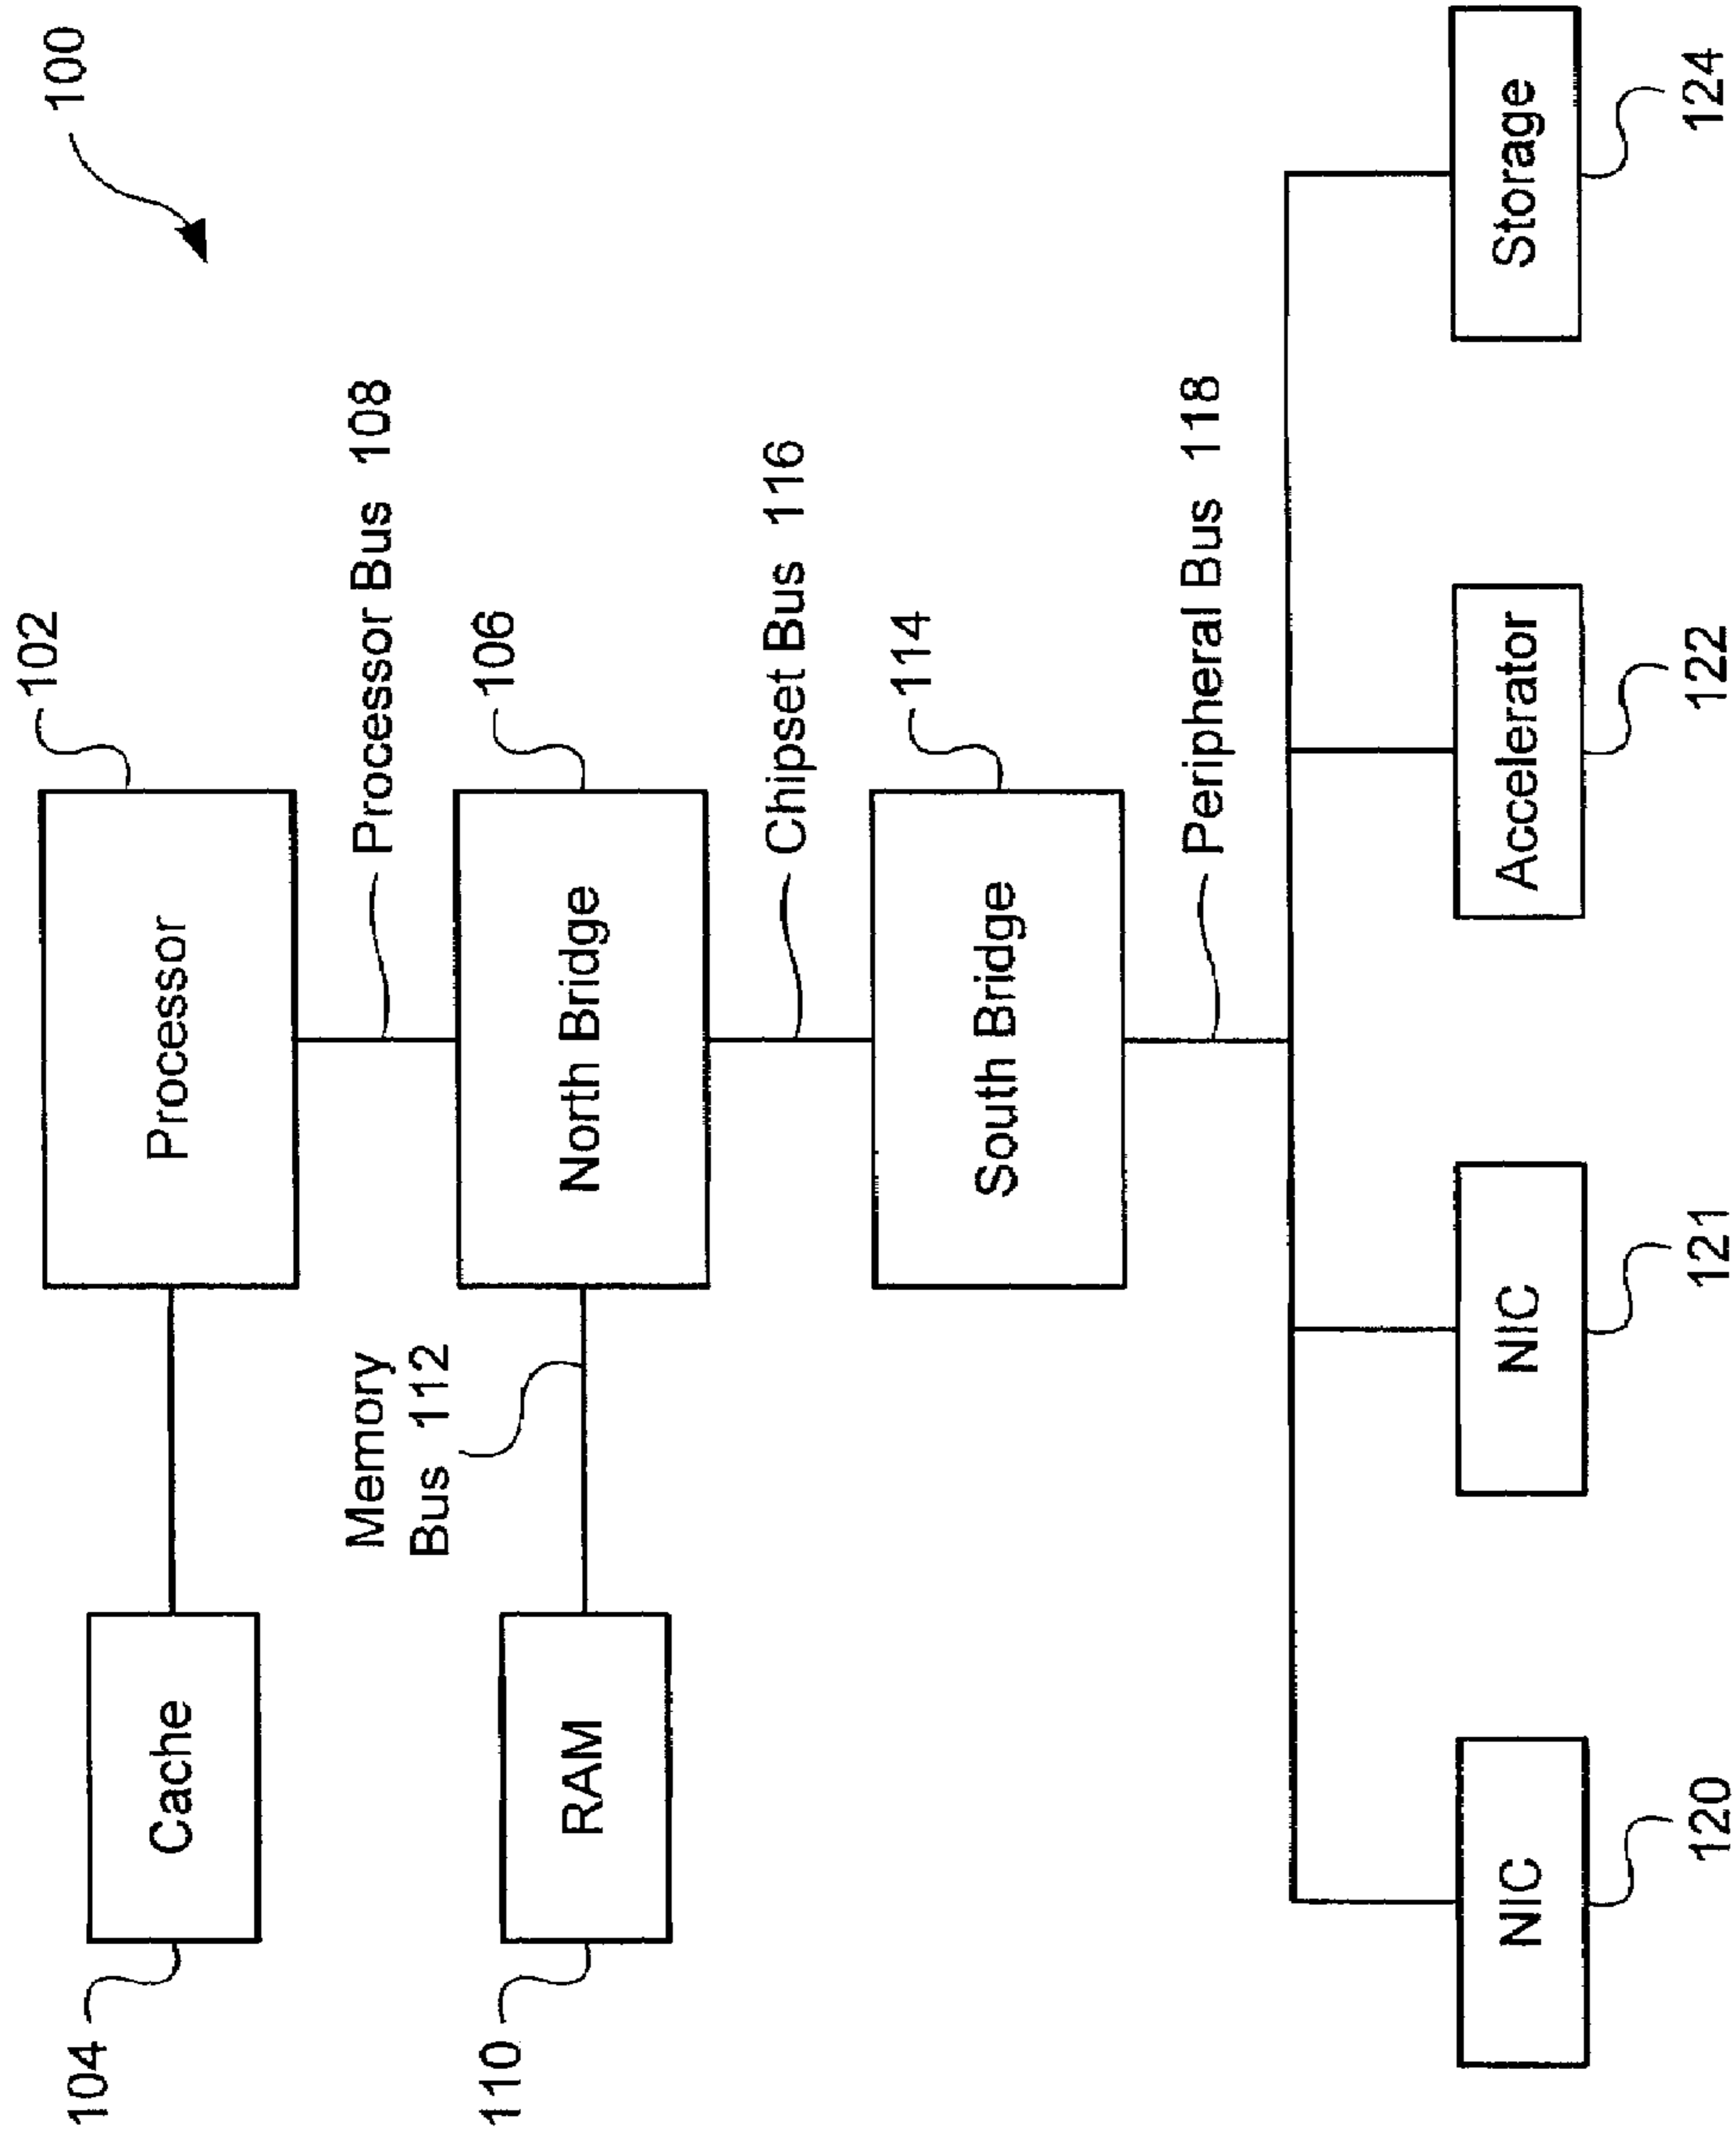 100
102
Processor
Cache
104
Processor Bus 108
Memory
Bus 112
106
North Bridge
RAM
110
Chipset Bus 116
114
South Bridge
Peripheral Bus 118
NIC
NIC
Accelerator
Storage
120
121
122
124